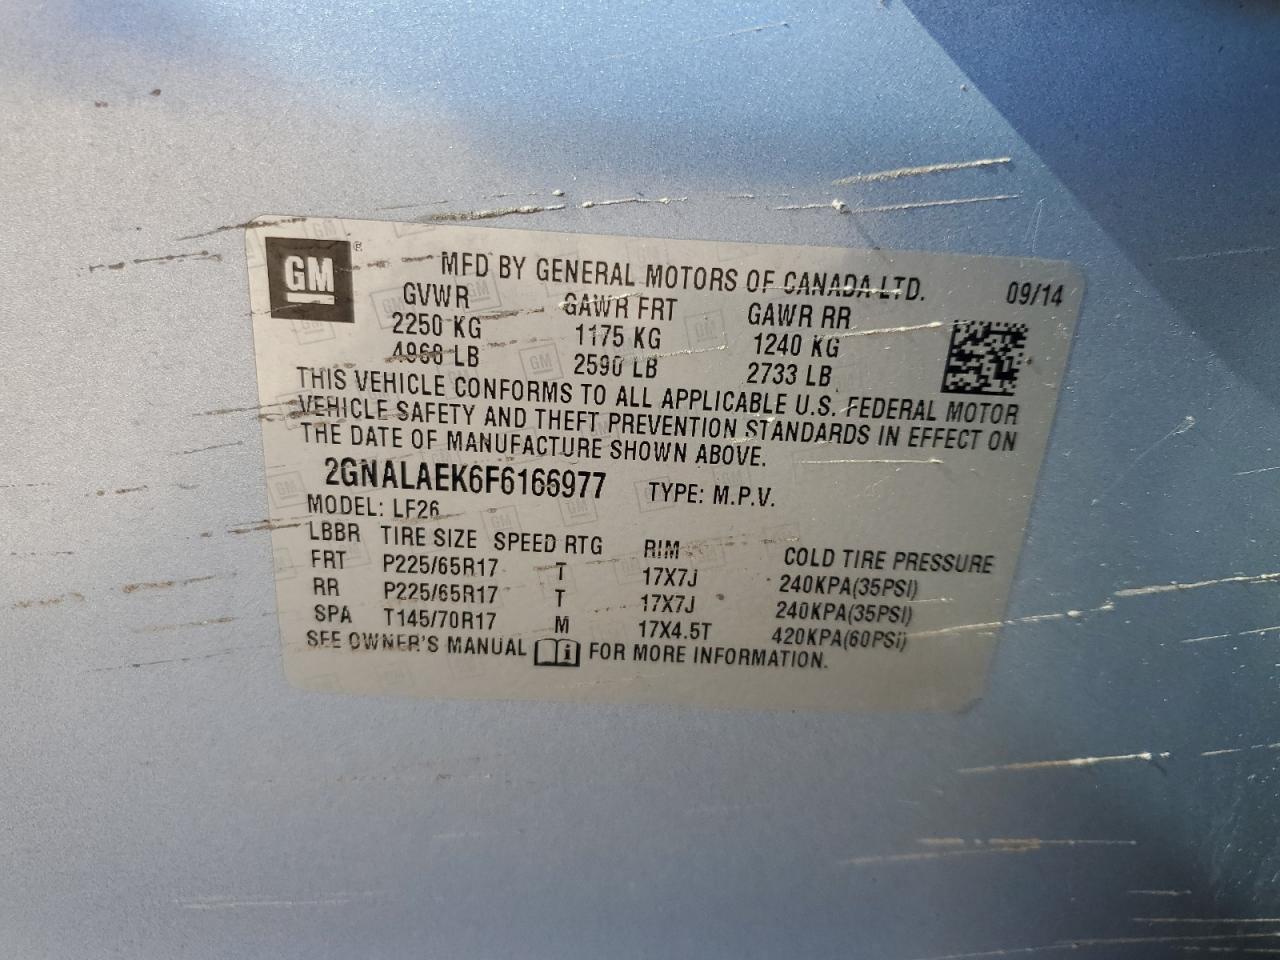 GM ®
MFD BY GENERAL MOTORS OF CANADA LTD. 09/14
GVWR GAWR FRT GAWR RR
2250 KG 1175 KG 1240 KG
4960 LB 2590 LB 2733 LB
THIS VEHICLE CONFORMS TO ALL APPLICABLE U.S. FEDERAL MOTOR
VEHICLE SAFETY AND THEFT PREVENTION STANDARDS IN EFFECT ON
THE DATE OF MANUFACTURE SHOWN ABOVE.
2GNALAEK6F6166977 TYPE: M.P.V.
MODEL: LF26
LBBR TIRE SIZE SPEED RTG RIM COLD TIRE PRESSURE
FRT P225/65R17 T 17X7J 240KPA(35PSI)
RR P225/65R17 T 17X7J 240KPA(35PSI)
SPA T145/70R17 M 17X4.5T 420KPA(60PSI)
SEE OWNER'S MANUAL i FOR MORE INFORMATION.